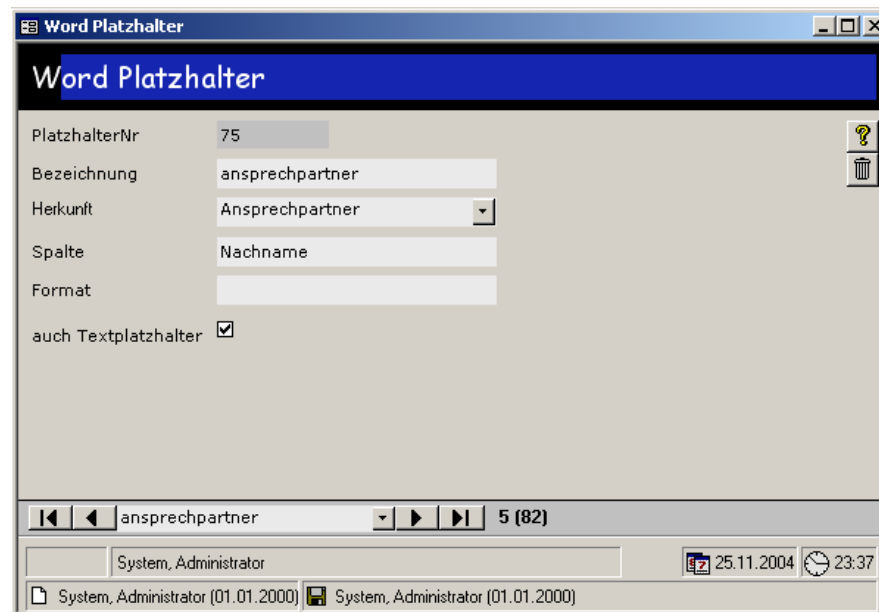 Word Platzhalter
Word Platzhalter
PlatzhalterNr 75
Bezeichnung ansprechpartner
Herkunft Ansprechpartner
Spalte Nachname
Format
auch Textplatzhalter
ansprechpartner 5 (82)
System, Administrator 25.11.2004 23:37
System, Administrator (01.01.2000) System, Administrator (01.01.2000)